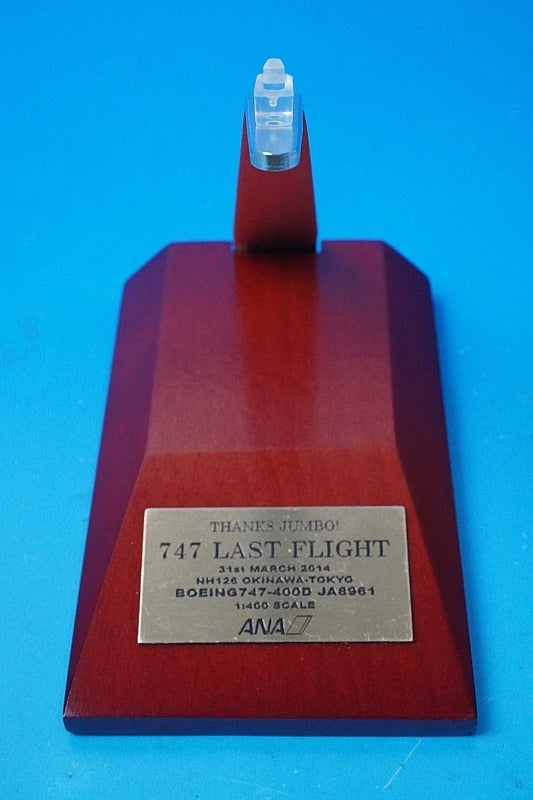 THANKS JUMBO!
747 LAST FLIGHT
31st MARCH 2014
NH126 OKINAWA-TOKYO
BOEING747-400D JA8961
1:400 SCALE
ANA